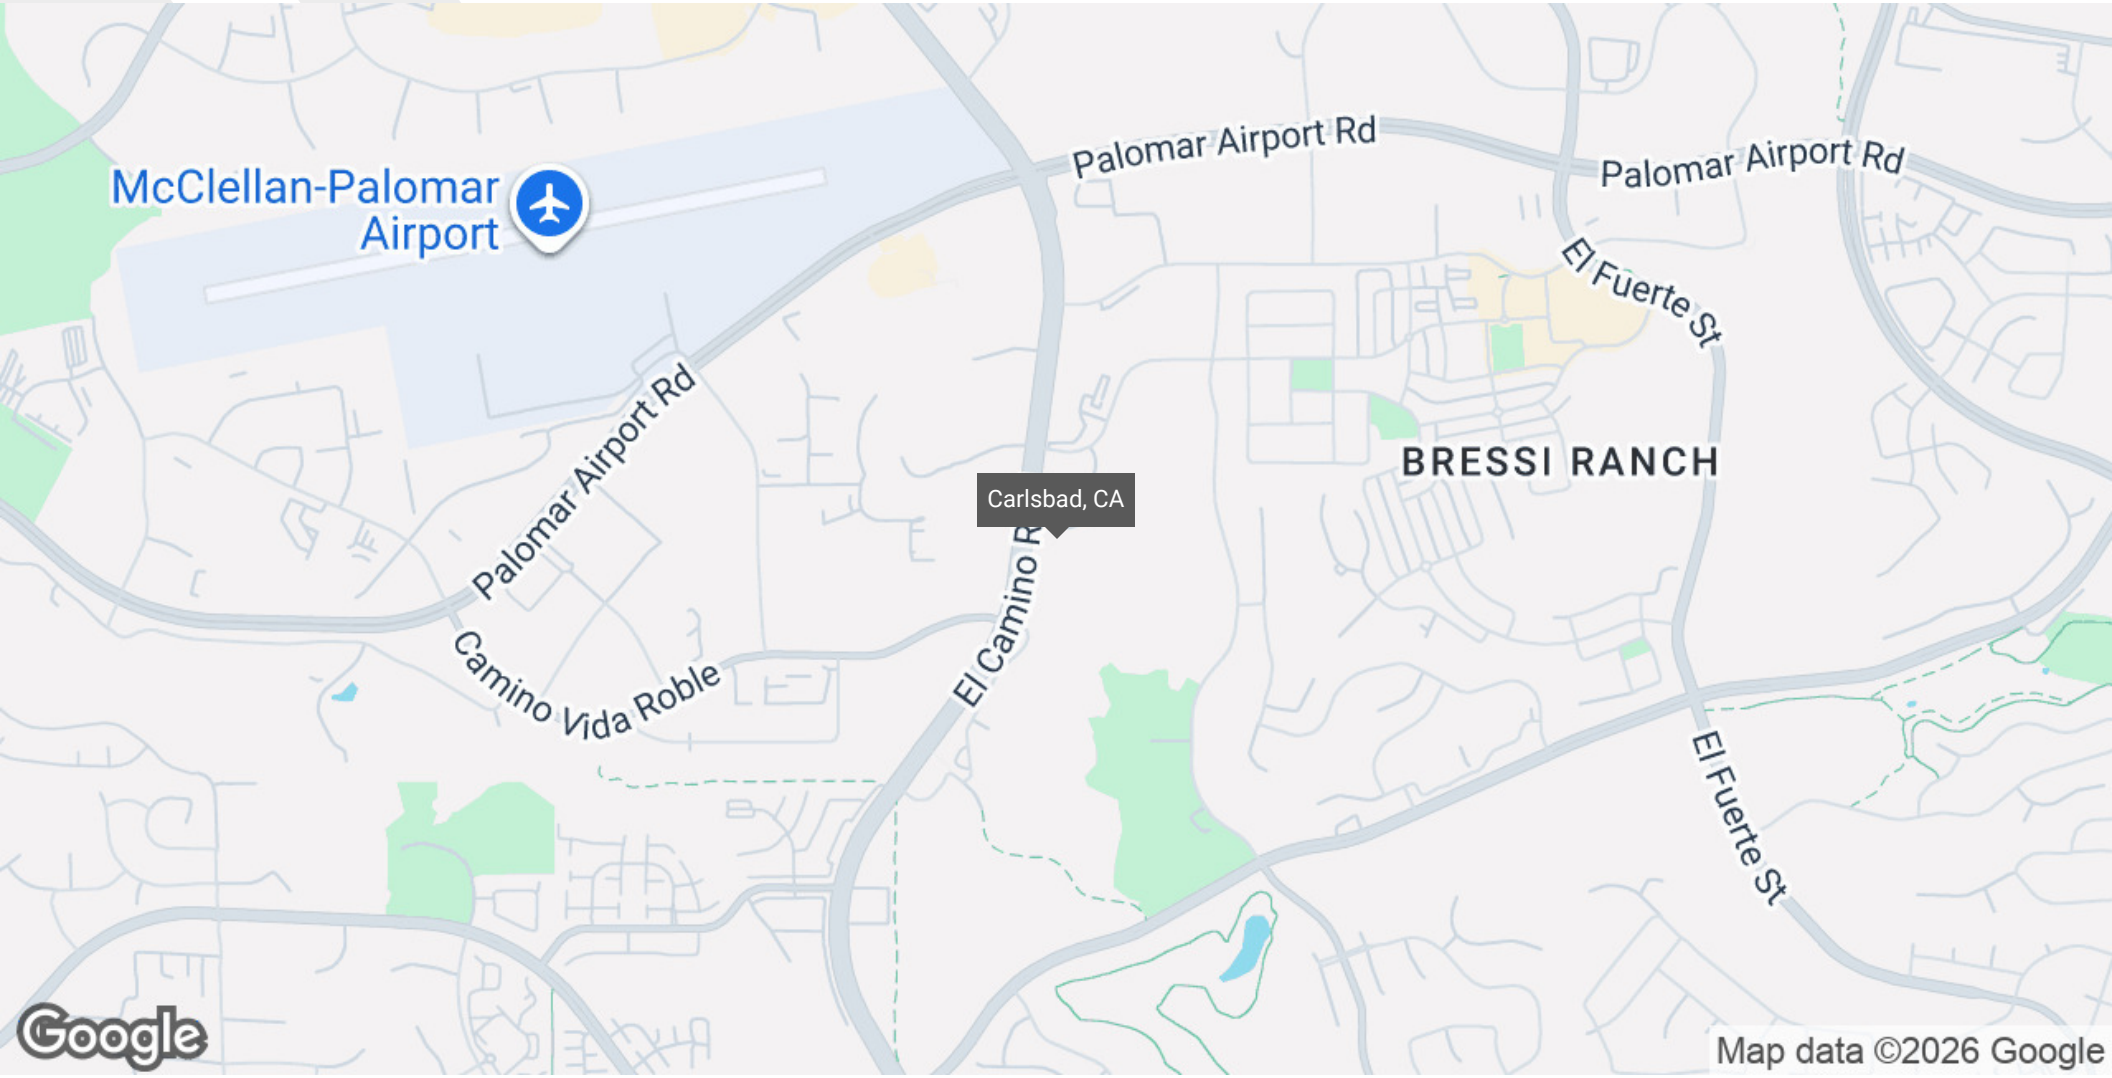 Palomar Airport Rd
Palomar Airport Rd
McClellan-Palomar
Airport
El Fuerte St
Palomar Airport Rd
BRESSI RANCH
Carlsbad, CA
El Camino R
Camino Vida Roble
El Fuerte St
Google
Map data ©2026 Google